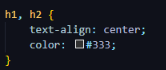 h1, h2 {
    text-align: center;
    color: #333;
}